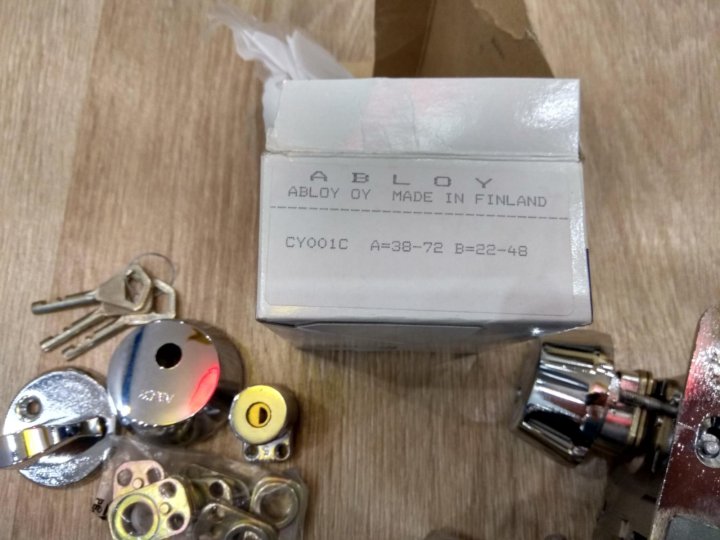 A B L O Y
ABLOY OY MADE IN FINLAND
CY001C A=38-72 B=22-48
ABLOY